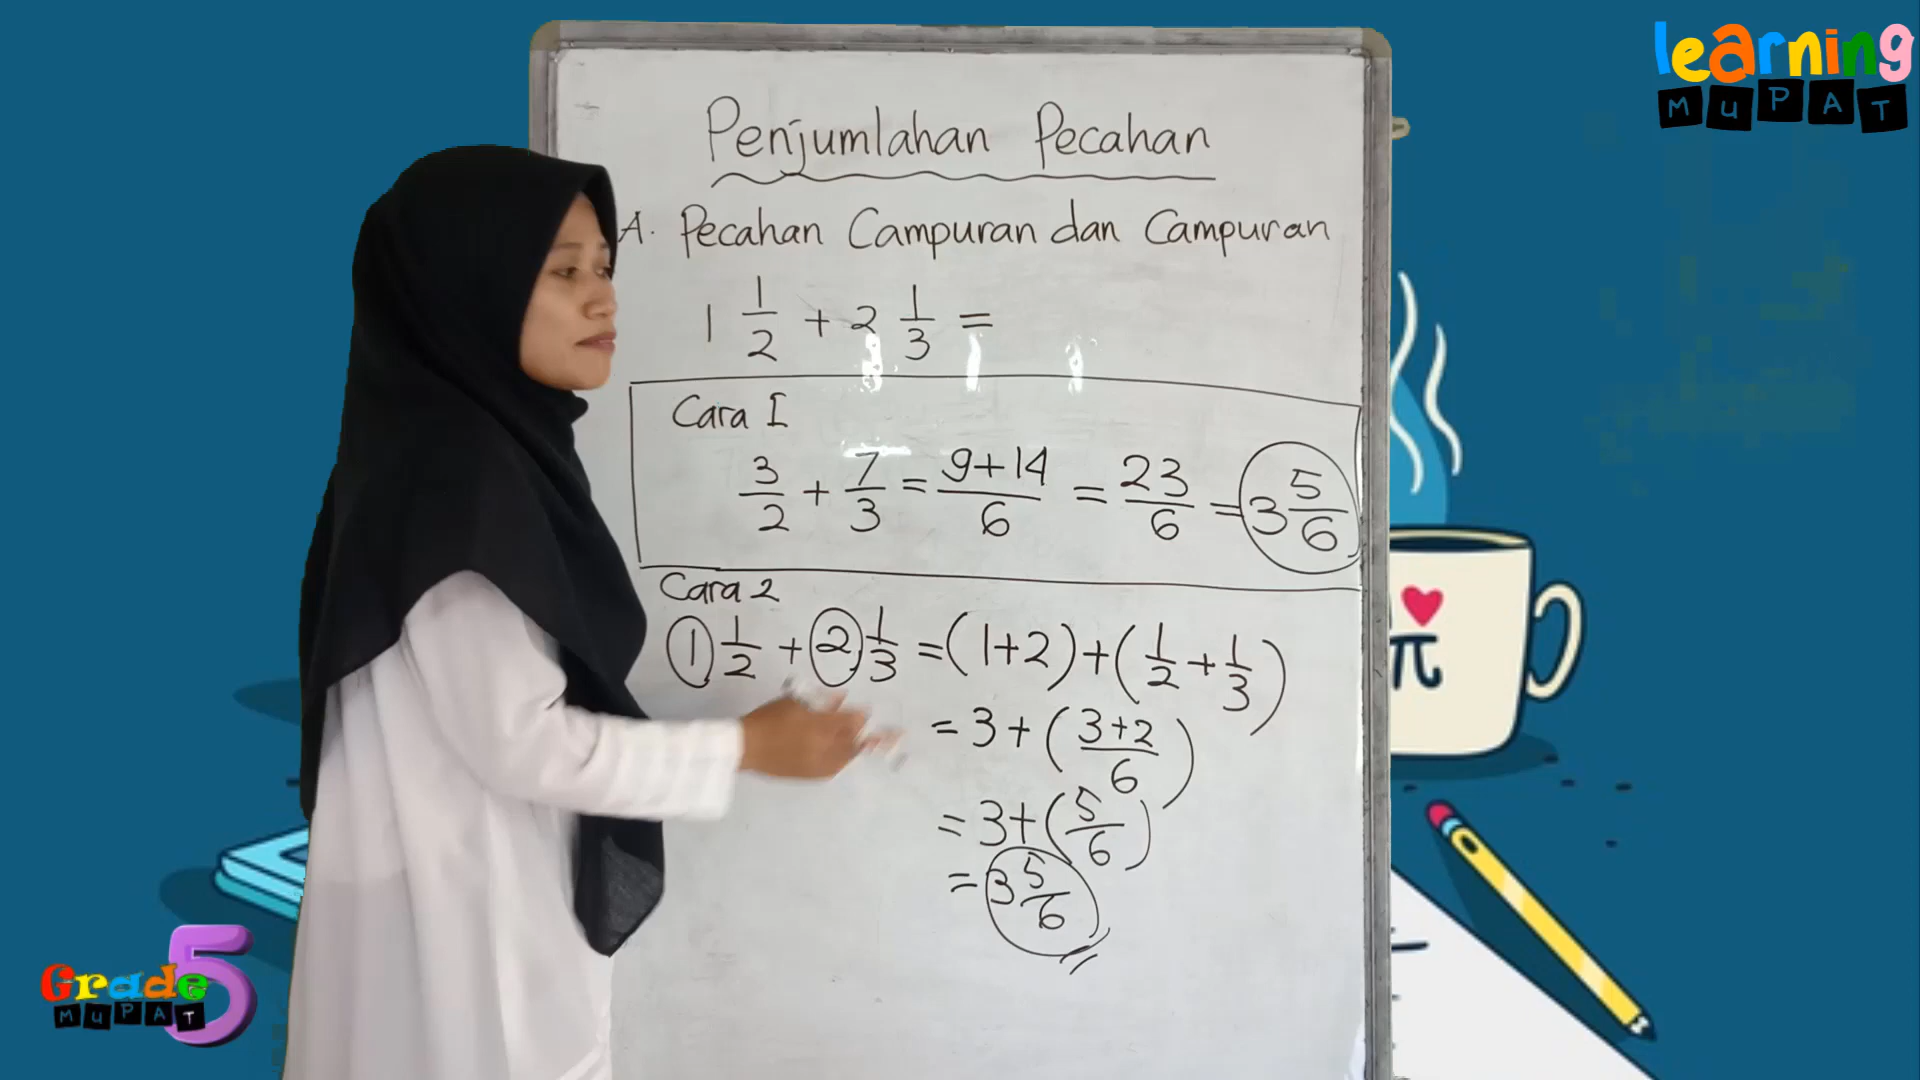 learning
MUPAT
Penjumlahan Pecahan
A. Pecahan Campuran dan Campuran
1 1/2 + 2 1/3 =
Cara I
3/2 + 7/3 = 9+14/6 = 23/6 = 3 5/6
Cara 2
1 1/2 + 2 1/3 = (1+2) + (1/2 + 1/3)
= 3 + (3+2/6)
= 3 + (5/6)
= 3 5/6
π
Grade 5
MUPAT